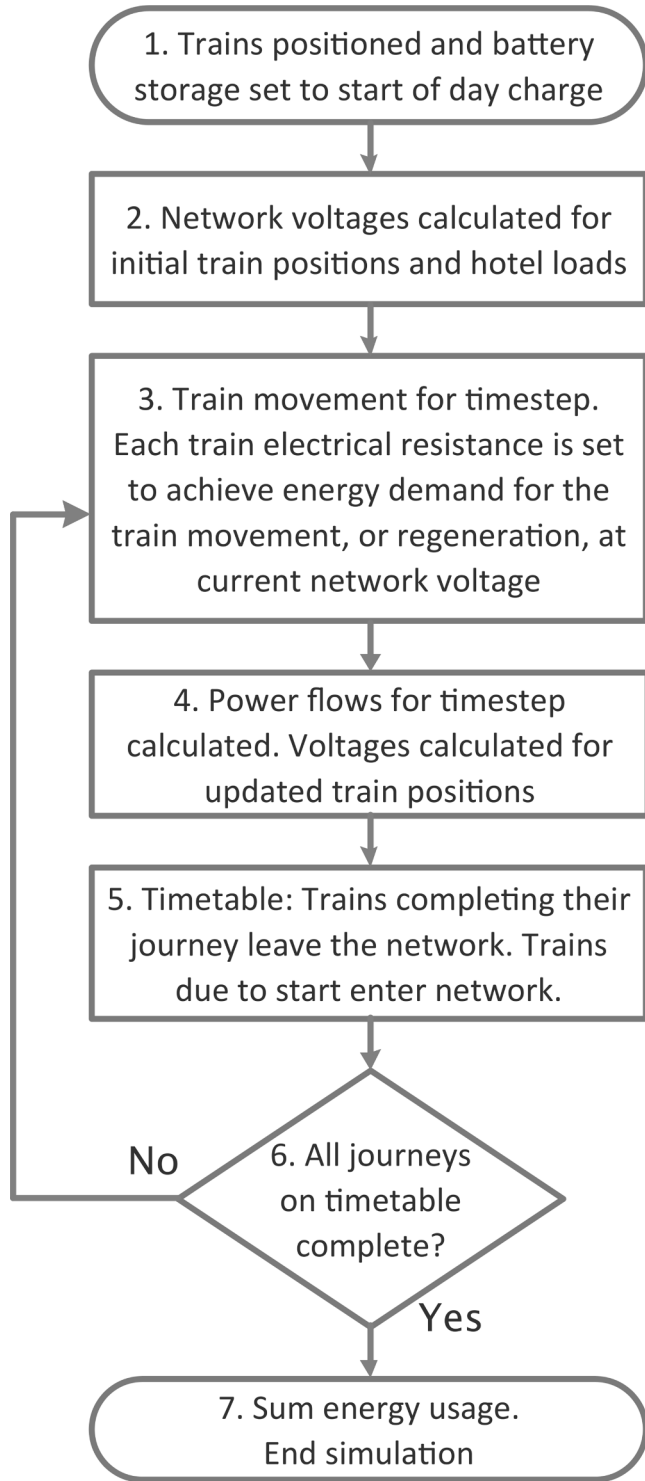 1. Trains positioned and battery
storage set to start of day charge
2. Network voltages calculated for
initial train positions and hotel loads
3. Train movement for timestep.
Each train electrical resistance is set
to achieve energy demand for the
train movement, or regeneration, at
current network voltage
4. Power flows for timestep
calculated. Voltages calculated for
updated train positions
5. Timetable: Trains completing their
journey leave the network. Trains
due to start enter network.
No
6. All journeys
on timetable
complete?
Yes
7. Sum energy usage.
End simulation